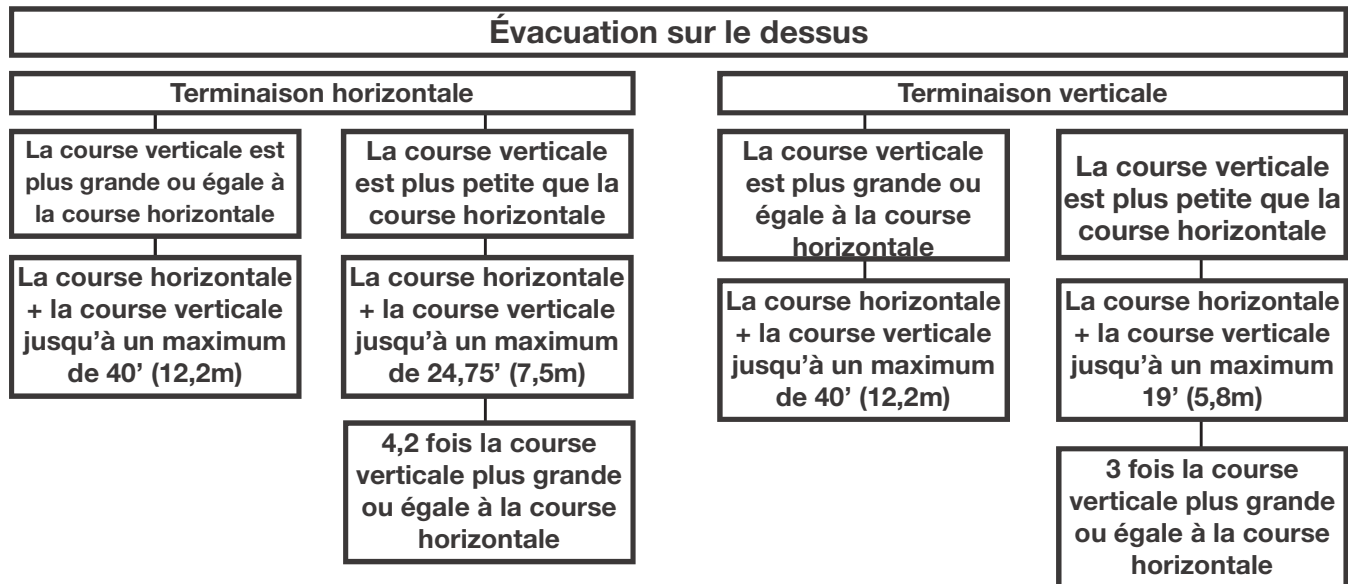 Évacuation sur le dessus
Terminaison horizontale
La course verticale est
plus grande ou égale à
la course horizontale
La course horizontale
+ la course verticale
jusqu’à un maximum
de 40’ (12,2m)
La course verticale
est plus petite que la
course horizontale
La course horizontale
+ la course verticale
jusqu’à un maximum
de 24,75’ (7,5m)
4,2 fois la course
verticale plus grande
ou égale à la course
horizontale
Terminaison verticale
La course verticale
est plus grande ou
égale à la course
horizontale
La course horizontale
+ la course verticale
jusqu’à un maximum
de 40’ (12,2m)
La course verticale
est plus petite que la
course horizontale
La course horizontale
+ la course verticale
jusqu’à un maximum
19’ (5,8m)
3 fois la course
verticale plus grande
ou égale à la course
horizontale